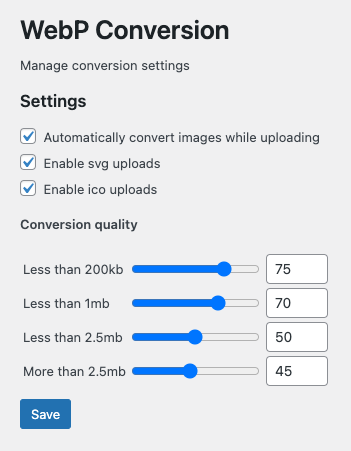 WebP Conversion
Manage conversion settings
Settings
Automatically convert images while uploading
Enable svg uploads
Enable ico uploads
Conversion quality
Less than 200kb 75
Less than 1mb 70
Less than 2.5mb 50
More than 2.5mb 45
Save